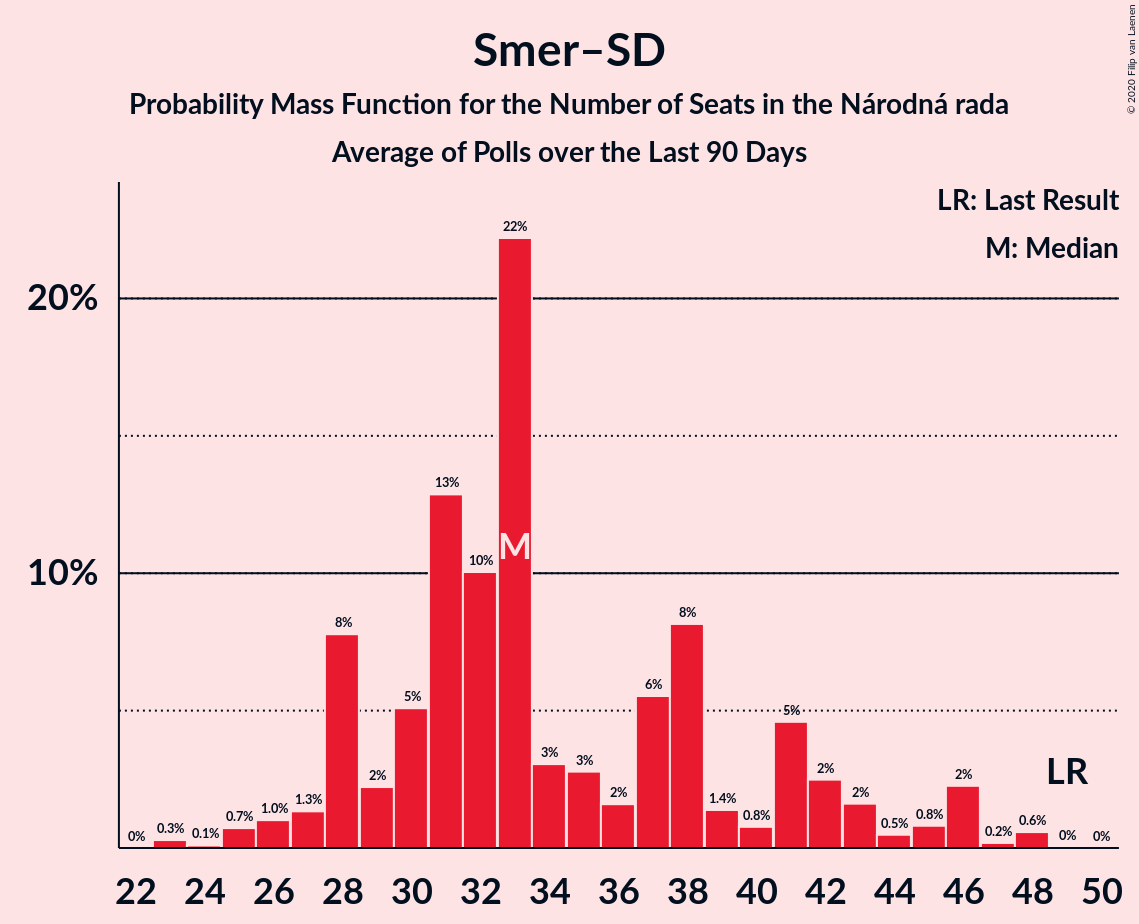 Smer–SD
Probability Mass Function for the Number of Seats in the Národná rada
Average of Polls over the Last 90 Days
© 2020 Filip van Laenen
LR: Last Result
M: Median
20%
10%
0% 0.3% 0.1% 0.7% 1.0% 1.3% 8% 2% 5% 13% 10% 22% 3% 3% 2% 6% 8% 1.4% 0.8% 5% 2% 2% 0.5% 0.8% 2% 0.2% 0.6% 0% 0%
M
LR
22 24 26 28 30 32 34 36 38 40 42 44 46 48 50